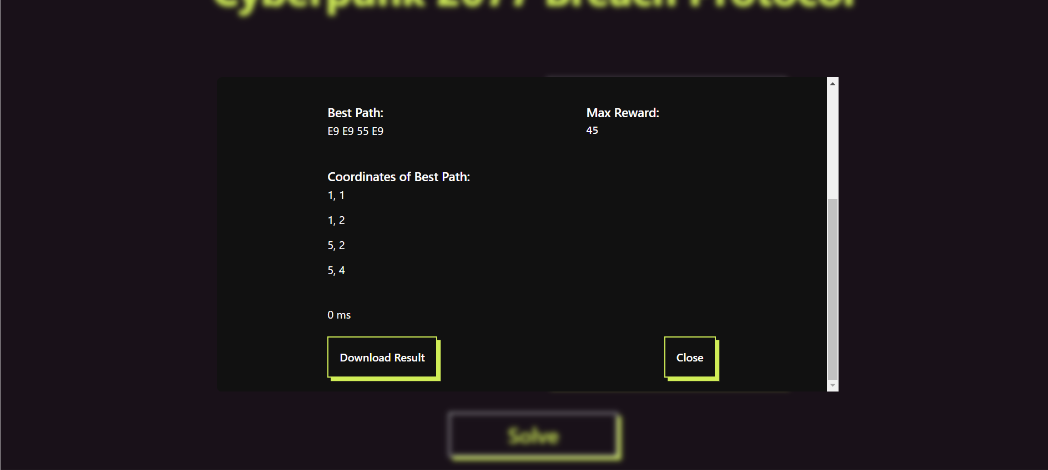 Cyberpunk 2077 Breach Protocol
Best Path:
E9 E9 55 E9
Max Reward:
45
Coordinates of Best Path:
1, 1
1, 2
5, 2
5, 4
0 ms
Download Result
Close
Solve